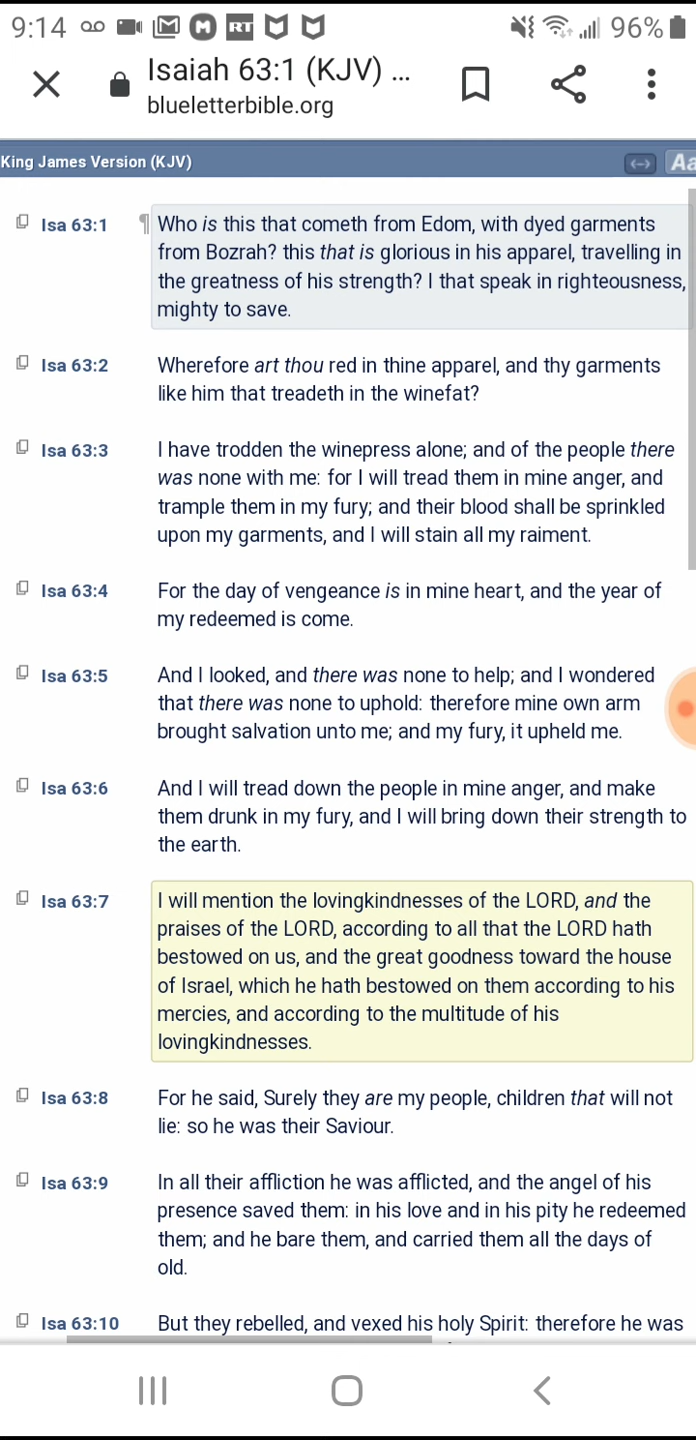 9:14 RT 96%
Isaiah 63:1 (KJV) ...
blueletterbible.org
King James Version (KJV)
Isa 63:1 ¶ Who is this that cometh from Edom, with dyed garments
from Bozrah? this that is glorious in his apparel, travelling in
the greatness of his strength? I that speak in righteousness,
mighty to save.
Isa 63:2 Wherefore art thou red in thine apparel, and thy garments
like him that treadeth in the winefat?
Isa 63:3 I have trodden the winepress alone; and of the people there
was none with me: for I will tread them in mine anger, and
trample them in my fury; and their blood shall be sprinkled
upon my garments, and I will stain all my raiment.
Isa 63:4 For the day of vengeance is in mine heart, and the year of
my redeemed is come.
Isa 63:5 And I looked, and there was none to help; and I wondered
that there was none to uphold: therefore mine own arm
brought salvation unto me; and my fury, it upheld me.
Isa 63:6 And I will tread down the people in mine anger, and make
them drunk in my fury, and I will bring down their strength to
the earth.
Isa 63:7 I will mention the lovingkindnesses of the LORD, and the
praises of the LORD, according to all that the LORD hath
bestowed on us, and the great goodness toward the house
of Israel, which he hath bestowed on them according to his
mercies, and according to the multitude of his
lovingkindnesses.
Isa 63:8 For he said, Surely they are my people, children that will not
lie: so he was their Saviour.
Isa 63:9 In all their affliction he was afflicted, and the angel of his
presence saved them: in his love and in his pity he redeemed
them; and he bare them, and carried them all the days of
old.
Isa 63:10 But they rebelled, and vexed his holy Spirit: therefore he was